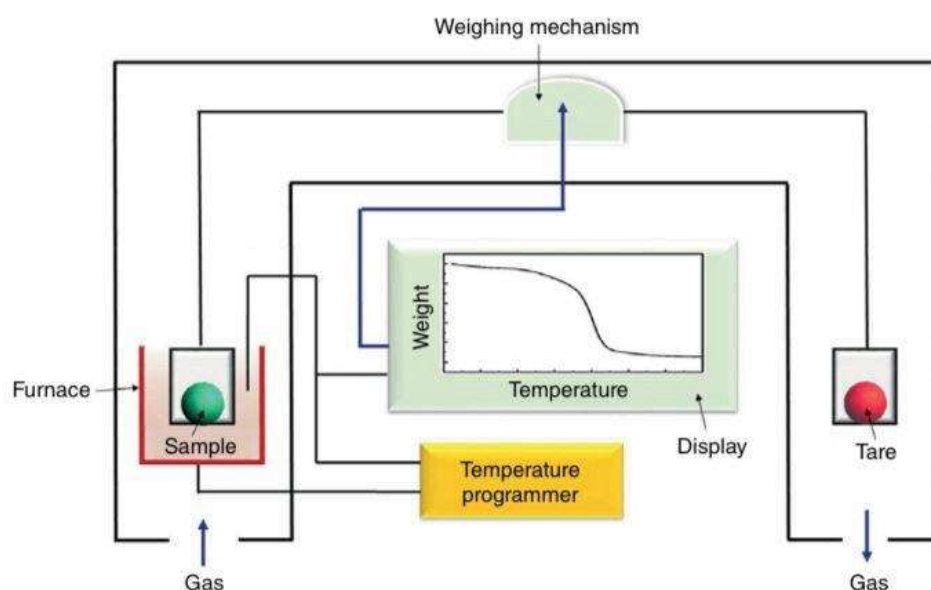 Weighing mechanism
Weight
Temperature
Furnace
Sample
Display
Tare
Temperature
programmer
Gas
Gas